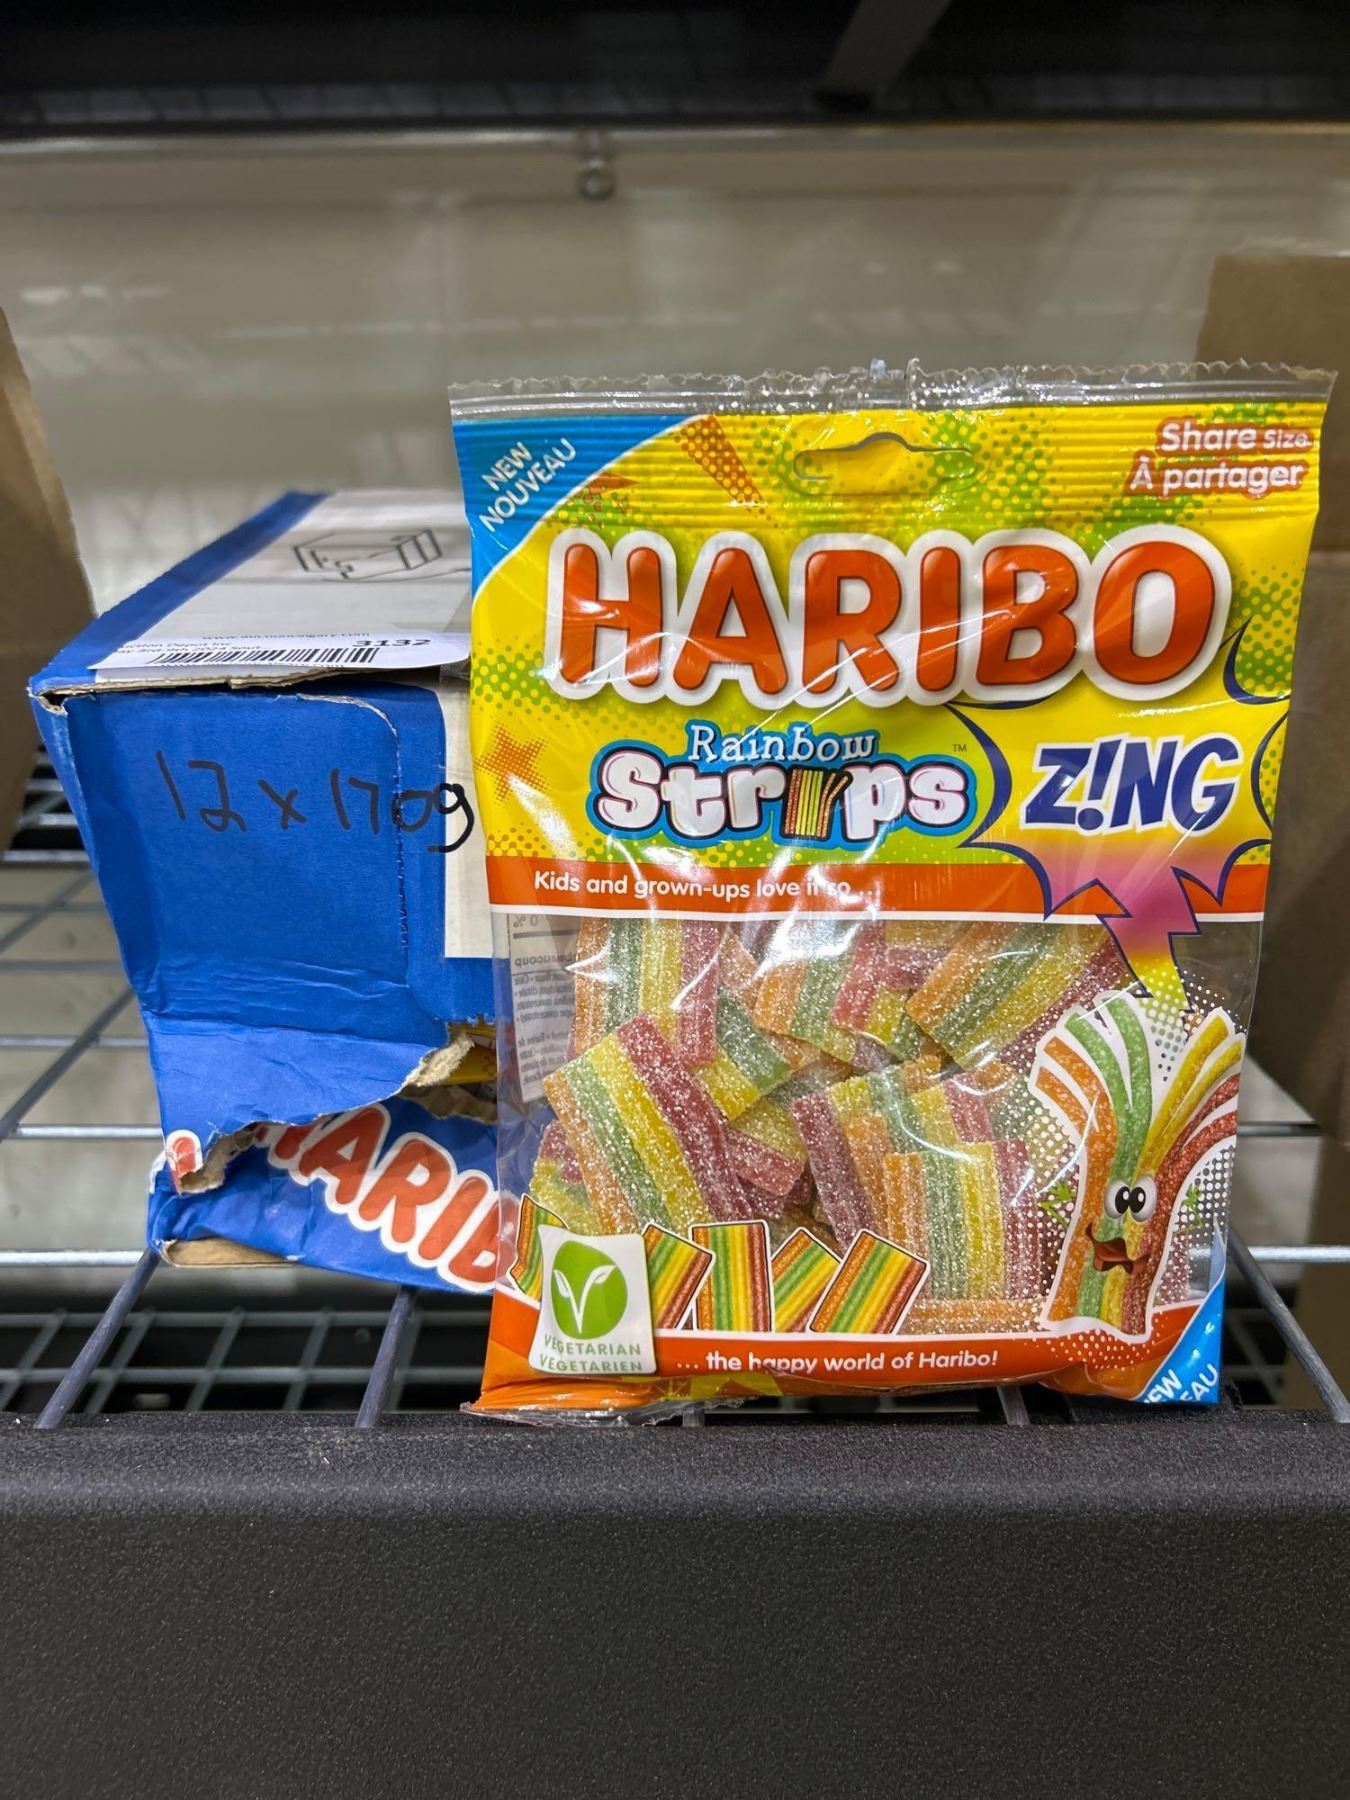 NEW
NOUVEAU
Share size
À partager
HARIBO
Rainbow
Strips
™
Z!NG
Kids and grown-ups love it so ...
VEGETARIAN
VEGETARIEN
... the happy world of Haribo!
3132
12 x 170g
HARIB